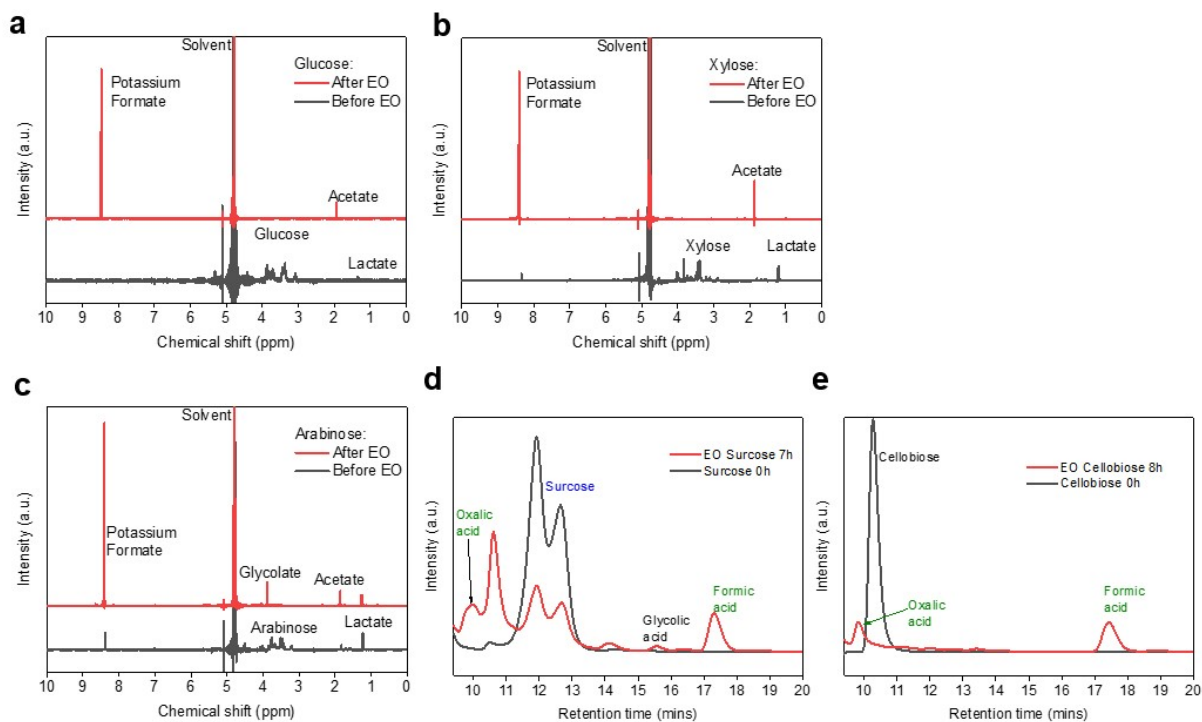 a
Solvent
Glucose:
After EO
Before EO
Potassium
Formate
Acetate
Glucose
Lactate
Intensity (a.u.)
10 9 8 7 6 5 4 3 2 1 0
Chemical shift (ppm)
b
Solvent
Xylose:
After EO
Before EO
Potassium
Formate
Acetate
Xylose
Lactate
Intensity (a.u.)
10 9 8 7 6 5 4 3 2 1 0
Chemical shift (ppm)
c
Solvent
Arabinose:
After EO
Before EO
Potassium
Formate
Glycolate
Acetate
Arabinose
Lactate
Intensity (a.u.)
10 9 8 7 6 5 4 3 2 1 0
Chemical shift (ppm)
d
EO Surcose 7h
Surcose 0h
Surcose
Oxalic
acid
Glycolic
acid
Formic
acid
Intensity (a.u.)
10 11 12 13 14 15 16 17 18 19 20
Retention time (mins)
e
Cellobiose
EO Cellobiose 8h
Cellobiose 0h
Oxalic
acid
Formic
acid
Intensity (a.u.)
10 11 12 13 14 15 16 17 18 19 20
Retention time (mins)